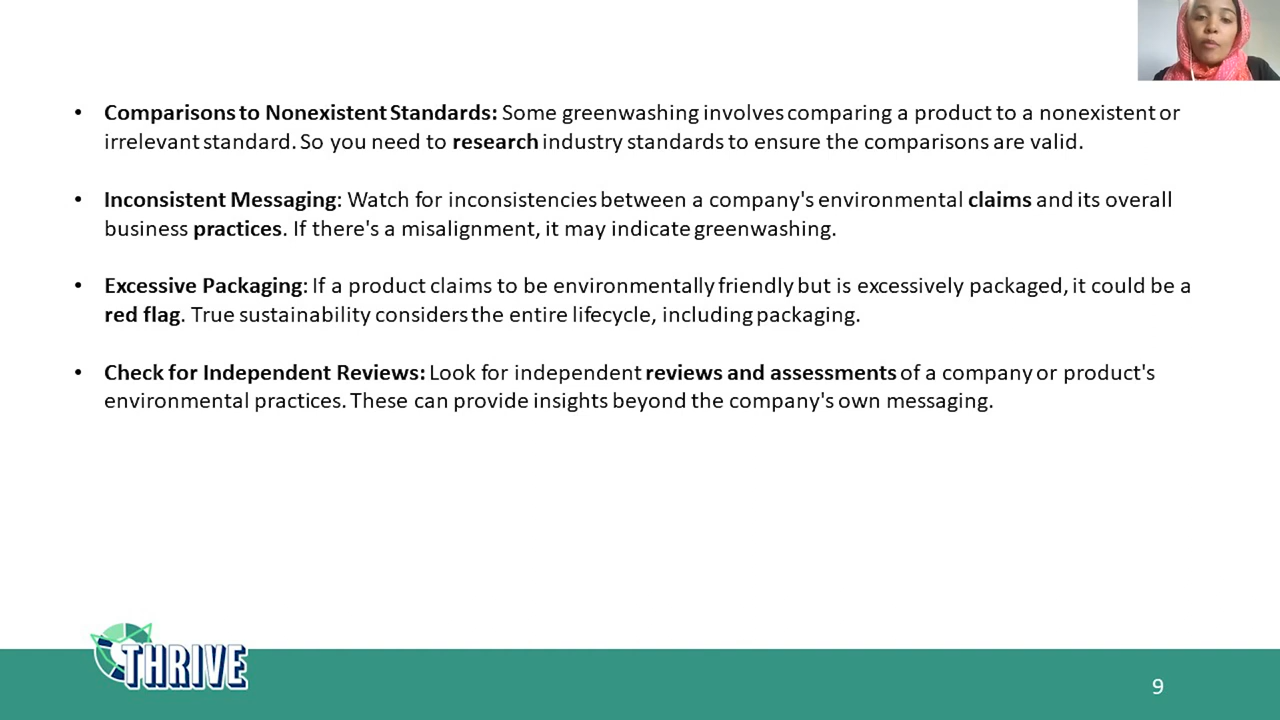 • Comparisons to Nonexistent Standards: Some greenwashing involves comparing a product to a nonexistent or
irrelevant standard. So you need to research industry standards to ensure the comparisons are valid.
• Inconsistent Messaging: Watch for inconsistencies between a company's environmental claims and its overall
business practices. If there's a misalignment, it may indicate greenwashing.
• Excessive Packaging: If a product claims to be environmentally friendly but is excessively packaged, it could be a
red flag. True sustainability considers the entire lifecycle, including packaging.
• Check for Independent Reviews: Look for independent reviews and assessments of a company or product's
environmental practices. These can provide insights beyond the company's own messaging.
THRIVE
9